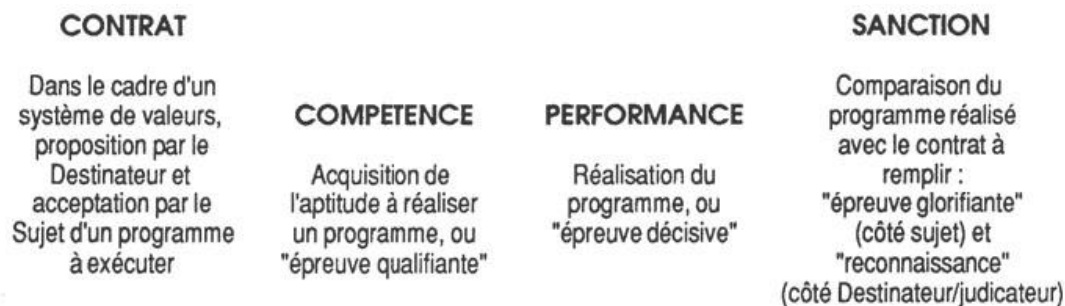 CONTRAT
Dans le cadre d'un
système de valeurs,
proposition par le
Destinateur et
acceptation par le
Sujet d'un programme
à exécuter
COMPETENCE
Acquisition de
l'aptitude à réaliser
un programme, ou
"épreuve qualifiante"
PERFORMANCE
Réalisation du
programme, ou
"épreuve décisive"
SANCTION
Comparaison du
programme réalisé
avec le contrat à
remplir :
"épreuve glorifiante"
(côté sujet) et
"reconnaissance"
(côté Destinateur/judicateur)